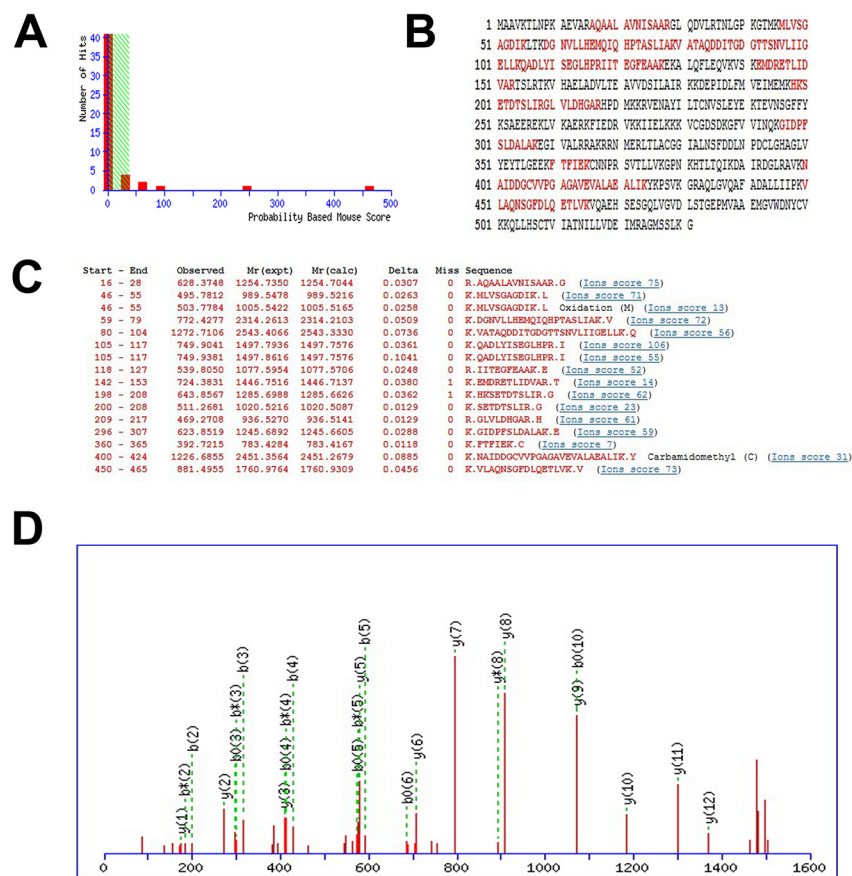 A
Number of Hits
40
35
30
25
20
15
10
5
0
0 100 200 300 400 500
Probability Based Mowse Score
B
1 MAAVKTLNPK AEVARAQAAL AVNISAARGL QDVLRTNLGP KGTMKMLVSG
51 AGDIKLTKDG NVLLHEMQIQ HPTASLIAKV ATAQDDITGD GTTSNVLIIG
101 ELLKQADLYI SEGLHPRIIT EGFEAAKEKA LQFLEQVKVS KEMDRETLID
151 VARTSLRTKV HAELADVLTE AVVDSILAIR KKDEPIDLFM VEIMEMKHKS
201 ETDTSLIRGL VLDHGARHPD MKKRVENAYI LTCNVSLEYE KTEVNSGFFY
251 KSAEEREKLV KAERKFIEDR VKKIIELKKK VCGDSDKGFV VINQKGIDPF
301 SLDALAKEGI VALRRAKRRN MERLTLACGG IALNSFDDLN PDCLGHAGLV
351 YEYTLGEEKF TFIEKCNNPR SVTLLVKGPN KHTLTQIKDA IRDGLRAVKN
401 AIDDGCVVPG AGAVEVALAE ALIKYKPSVK GRAQLGVQAF ADALLIIPKV
451 LAQNSGFDLQ ETLVKVQAEH SESGQLVGVD LSTGEPMVAA EMGVWDNYCV
501 KKQLLHSCTV IATNILLVDE IMRAGMSSLK G
C
Start - End Observed Mr(expt) Mr(calc) Delta Miss Sequence
16 - 28 628.3748 1254.7350 1254.7044 0.0307 0 R.AQAALAVNISAAR.G (Ions score 75)
46 - 55 495.7812 989.5478 989.5216 0.0263 0 K.MLVSGAGDIK.L (Ions score 71)
46 - 55 503.7784 1005.5422 1005.5165 0.0258 0 K.MLVSGAGDIK.L Oxidation (M) (Ions score 13)
59 - 79 772.4277 2314.2613 2314.2103 0.0509 0 K.DGNVLLHEMQIQHPTASLIAK.V (Ions score 72)
80 - 104 1272.7106 2543.4066 2543.3330 0.0736 0 K.VATAQDDITGDGTTSNVLIIGELLK.Q (Ions score 56)
105 - 117 749.9041 1497.7936 1497.7576 0.0361 0 K.QADLYISEGLHPR.I (Ions score 106)
105 - 117 749.9381 1497.8616 1497.7576 0.1041 0 K.QADLYISEGLHPR.I (Ions score 55)
118 - 127 539.8050 1077.5954 1077.5706 0.0248 0 R.IITEGFEAAK.E (Ions score 52)
142 - 153 724.3831 1446.7516 1446.7137 0.0380 1 K.EMDRETLIDVAR.T (Ions score 14)
198 - 208 643.8567 1285.6988 1285.6626 0.0362 1 K.HKSETDTSLIR.G (Ions score 62)
200 - 208 511.2681 1020.5216 1020.5087 0.0129 0 K.SETDTSLIR.G (Ions score 23)
209 - 217 469.2708 936.5270 936.5141 0.0129 0 R.GLVLDHGAR.H (Ions score 61)
296 - 307 623.8519 1245.6892 1245.6605 0.0288 0 K.GIDPFSLDALAK.E (Ions score 59)
360 - 365 392.7215 783.4284 783.4167 0.0118 0 K.FTFIEK.C (Ions score 7)
400 - 424 1226.6855 2451.3564 2451.2679 0.0885 0 K.NAIDDGCVVPGAGAVEVALAEALIK.Y Carbamidomethyl (C) (Ions score 31)
450 - 465 881.4955 1760.9764 1760.9309 0.0456 0 K.VLAQNSGFDLQETLVK.V (Ions score 73)
D
y(1) b*(2) b(2) y(2) b0(3) b*(3) b(3) y(3) b0(4) b*(4) b(4) b0(5) b*(5) y(5) b(5) b0(6) y(6) y(7) y*(8) y(8) y(9) b0(10) y(10) y(11) y(12)
0 200 400 600 800 1000 1200 1400 1600